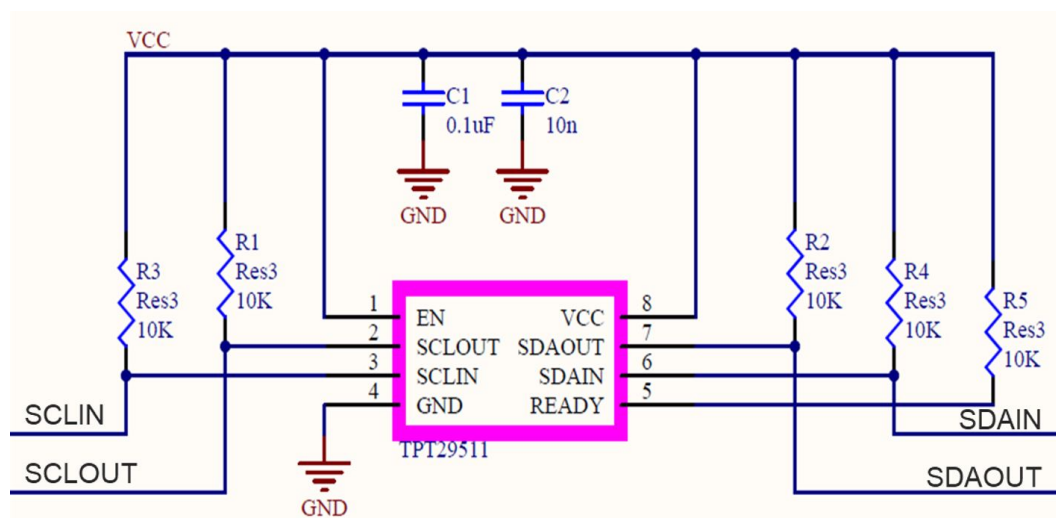 VCC
C1
0.1uF
C2
10n
GND
GND
R3
Res3
10K
R1
Res3
10K
R2
Res3
10K
R4
Res3
10K
R5
Res3
10K
1 EN VCC 8
2 SCLOUT SDAOUT 7
3 SCLIN SDAIN 6
4 GND READY 5
TPT29511
GND
SCLIN
SCLOUT
SDAIN
SDAOUT